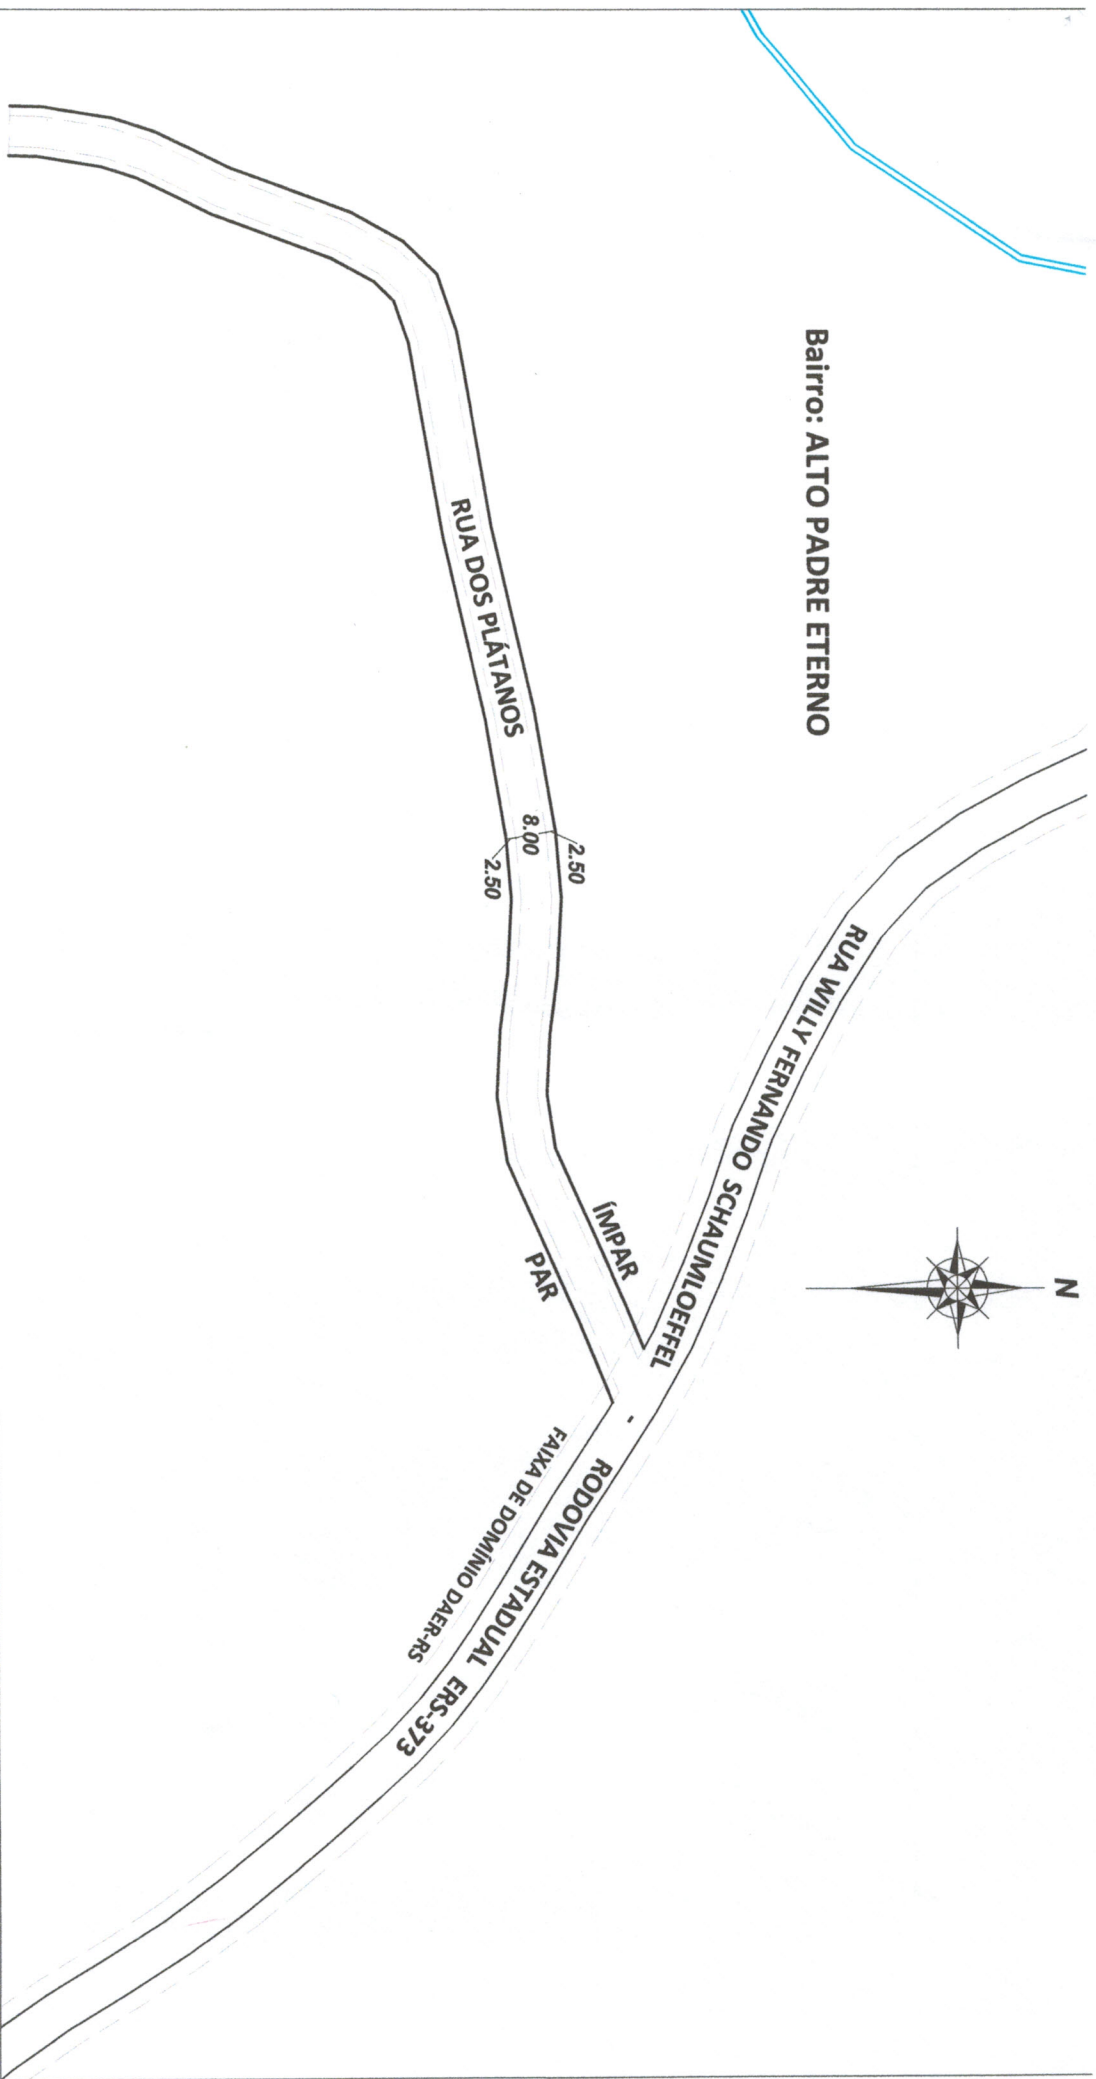 Bairro: ALTO PADRE ETERNO
N
RUA WILLY FERNANDO SCHAUMLOEFFEL
-
RODOVIA ESTADUAL ERS-373
FAIXA DE DOMÍNIO DAER-RS
RUA DOS PLÁTANOS
2.50
8.00
2.50
ÍMPAR
PAR